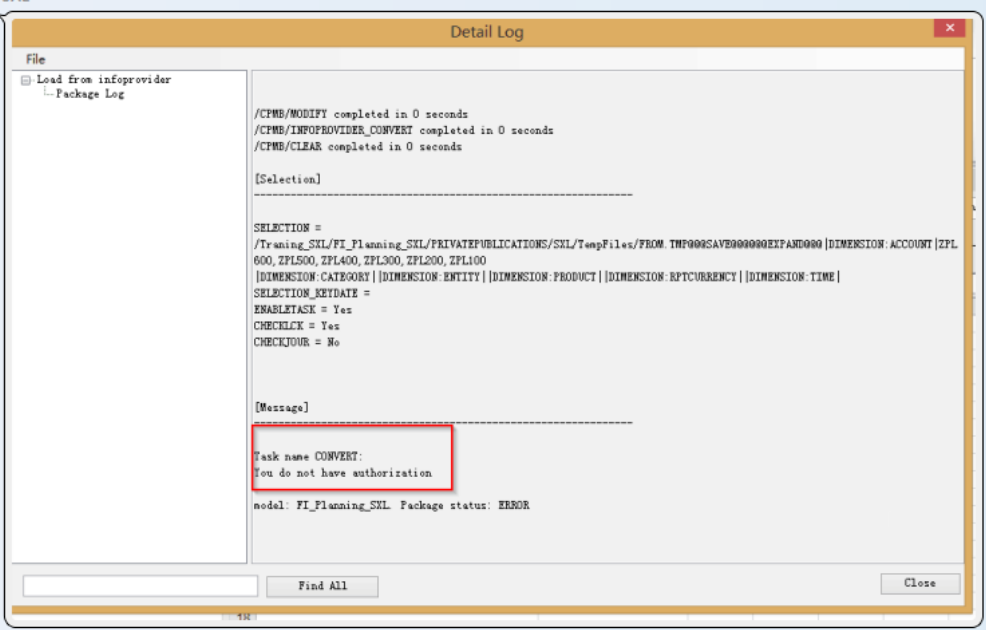 Detail Log
File
Load from infoprovider
Package Log
/CPMB/MODIFY completed in 0 seconds
/CPMB/INFOPROVIDER_CONVERT completed in 0 seconds
/CPMB/CLEAR completed in 0 seconds
[Selection]
--------------------------------------------------------------
SELECTION =
/Traning_SXL/FI_Planning_SXL/PRIVATEPUBLICATIONS/SXL/TempFiles/FROM.TMP@@@SAVE@@@@@@EXPAND@@@|DIMENSION:ACCOUNT|ZPL
600,ZPL500,ZPL400,ZPL300,ZPL200,ZPL100
|DIMENSION:CATEGORY||DIMENSION:ENTITY||DIMENSION:PRODUCT||DIMENSION:RPTCURRENCY||DIMENSION:TIME|
SELECTION_KEYDATE =
ENABLETASK = Yes
CHECKLCK = Yes
CHECKJOUR = No
[Message]
--------------------------------------------------------------
Task name CONVERT:
You do not have authorization
model: FI_Planning_SXL. Package status: ERROR
Find All
Close
18